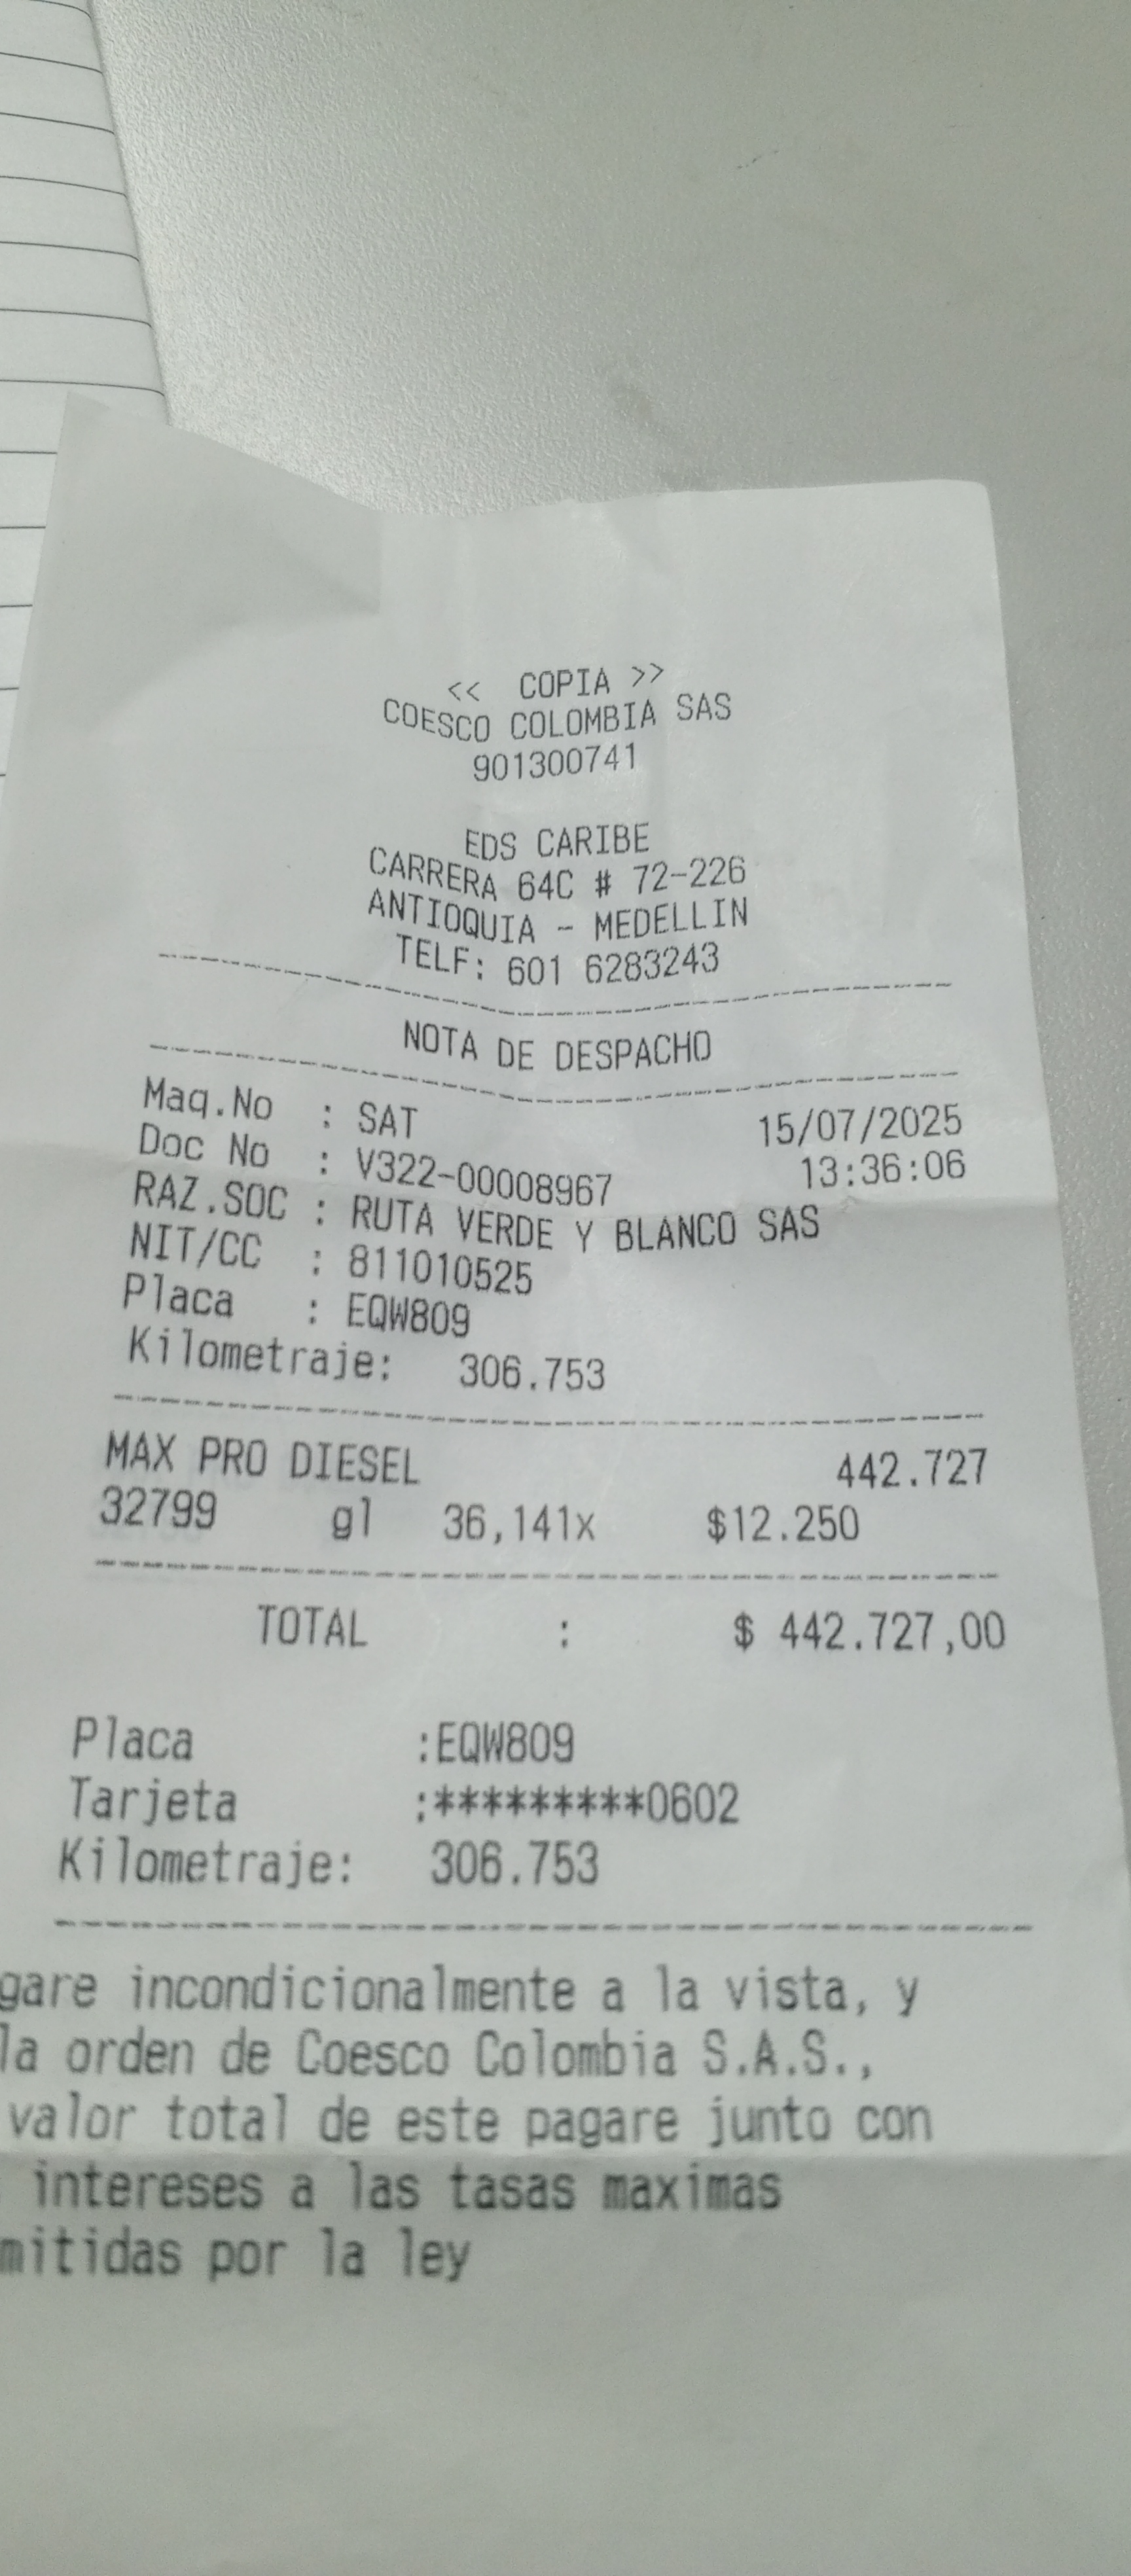 << COPIA >>
COESCO COLOMBIA SAS
901300741
EDS CARIBE
CARRERA 64C # 72-226
ANTIOQUIA - MEDELLIN
TELF: 601 6283243
NOTA DE DESPACHO
Maq.No : SAT 15/07/2025
Doc No : V322-00008967 13:36:06
RAZ.SOC : RUTA VERDE Y BLANCO SAS
NIT/CC : 811010525
Placa : EQW809
Kilometraje: 306.753
MAX PRO DIESEL 442.727
32799 gl 36,141x $12.250
TOTAL : $ 442.727,00
Placa :EQW809
Tarjeta :*********0602
Kilometraje: 306.753
gare incondicionalmente a la vista, y
la orden de Coesco Colombia S.A.S.,
valor total de este pagare junto con
intereses a las tasas maximas
mitidas por la ley